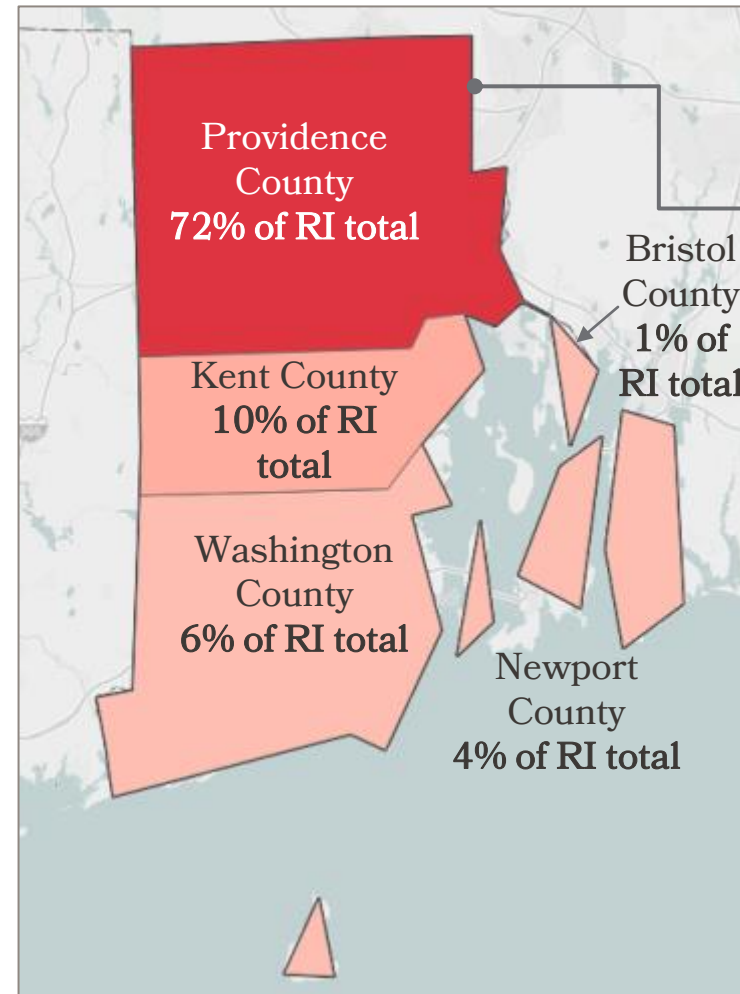 Providence
County
72% of RI total
Bristol
County
1% of
RI total
Kent County
10% of RI
total
Washington
County
6% of RI total
Newport
County
4% of RI total